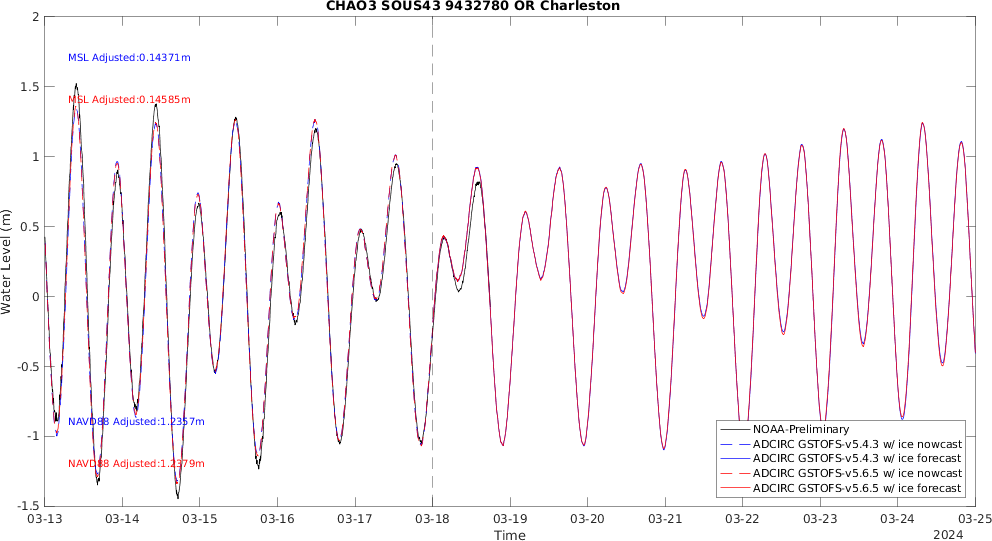 CHAO3 SOUS43 9432780 OR Charleston
MSL Adjusted:0.14371m
MSL Adjusted:0.14585m
NAVD88 Adjusted:1.2357m
NAVD88 Adjusted:1.2379m
Water Level (m)
2
1.5
1
0.5
0
-0.5
-1
-1.5
NOAA-Preliminary
ADCIRC GSTOFS-v5.4.3 w/ ice nowcast
ADCIRC GSTOFS-v5.4.3 w/ ice forecast
ADCIRC GSTOFS-v5.6.5 w/ ice nowcast
ADCIRC GSTOFS-v5.6.5 w/ ice forecast
03-13 03-14 03-15 03-16 03-17 03-18 03-19 03-20 03-21 03-22 03-23 03-24 03-25
Time
2024